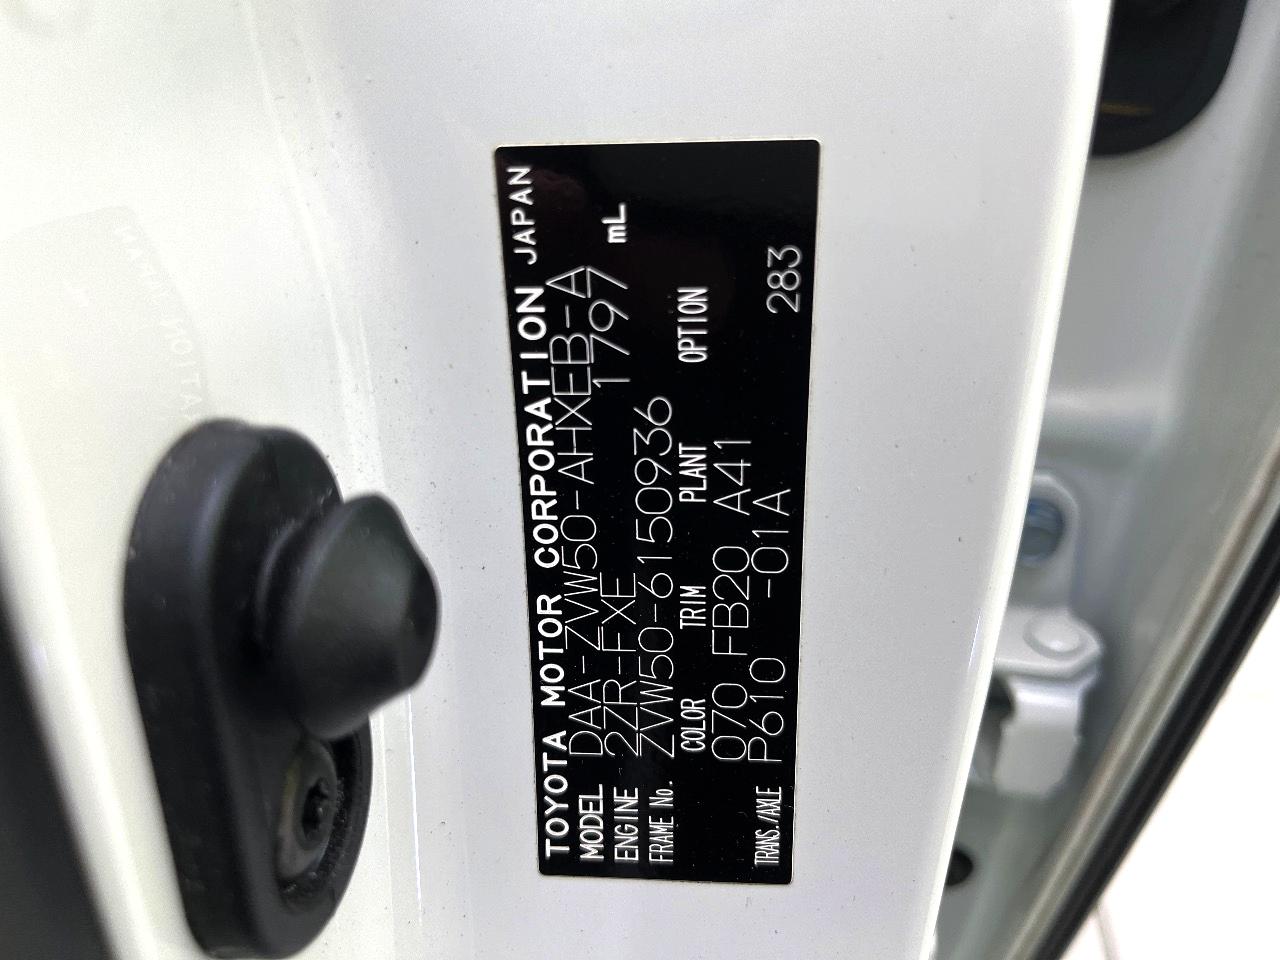 TOYOTA MOTOR CORPORATION JAPAN
MODEL DAA-ZVW50-AHXEB-A
ENGINE 2ZR-FXE 1797 mL
FRAME No. ZVW50-6150936
COLOR TRIM PLANT OPTION
070 FB20 A41
TRANS./AXLE P610 -01A 283